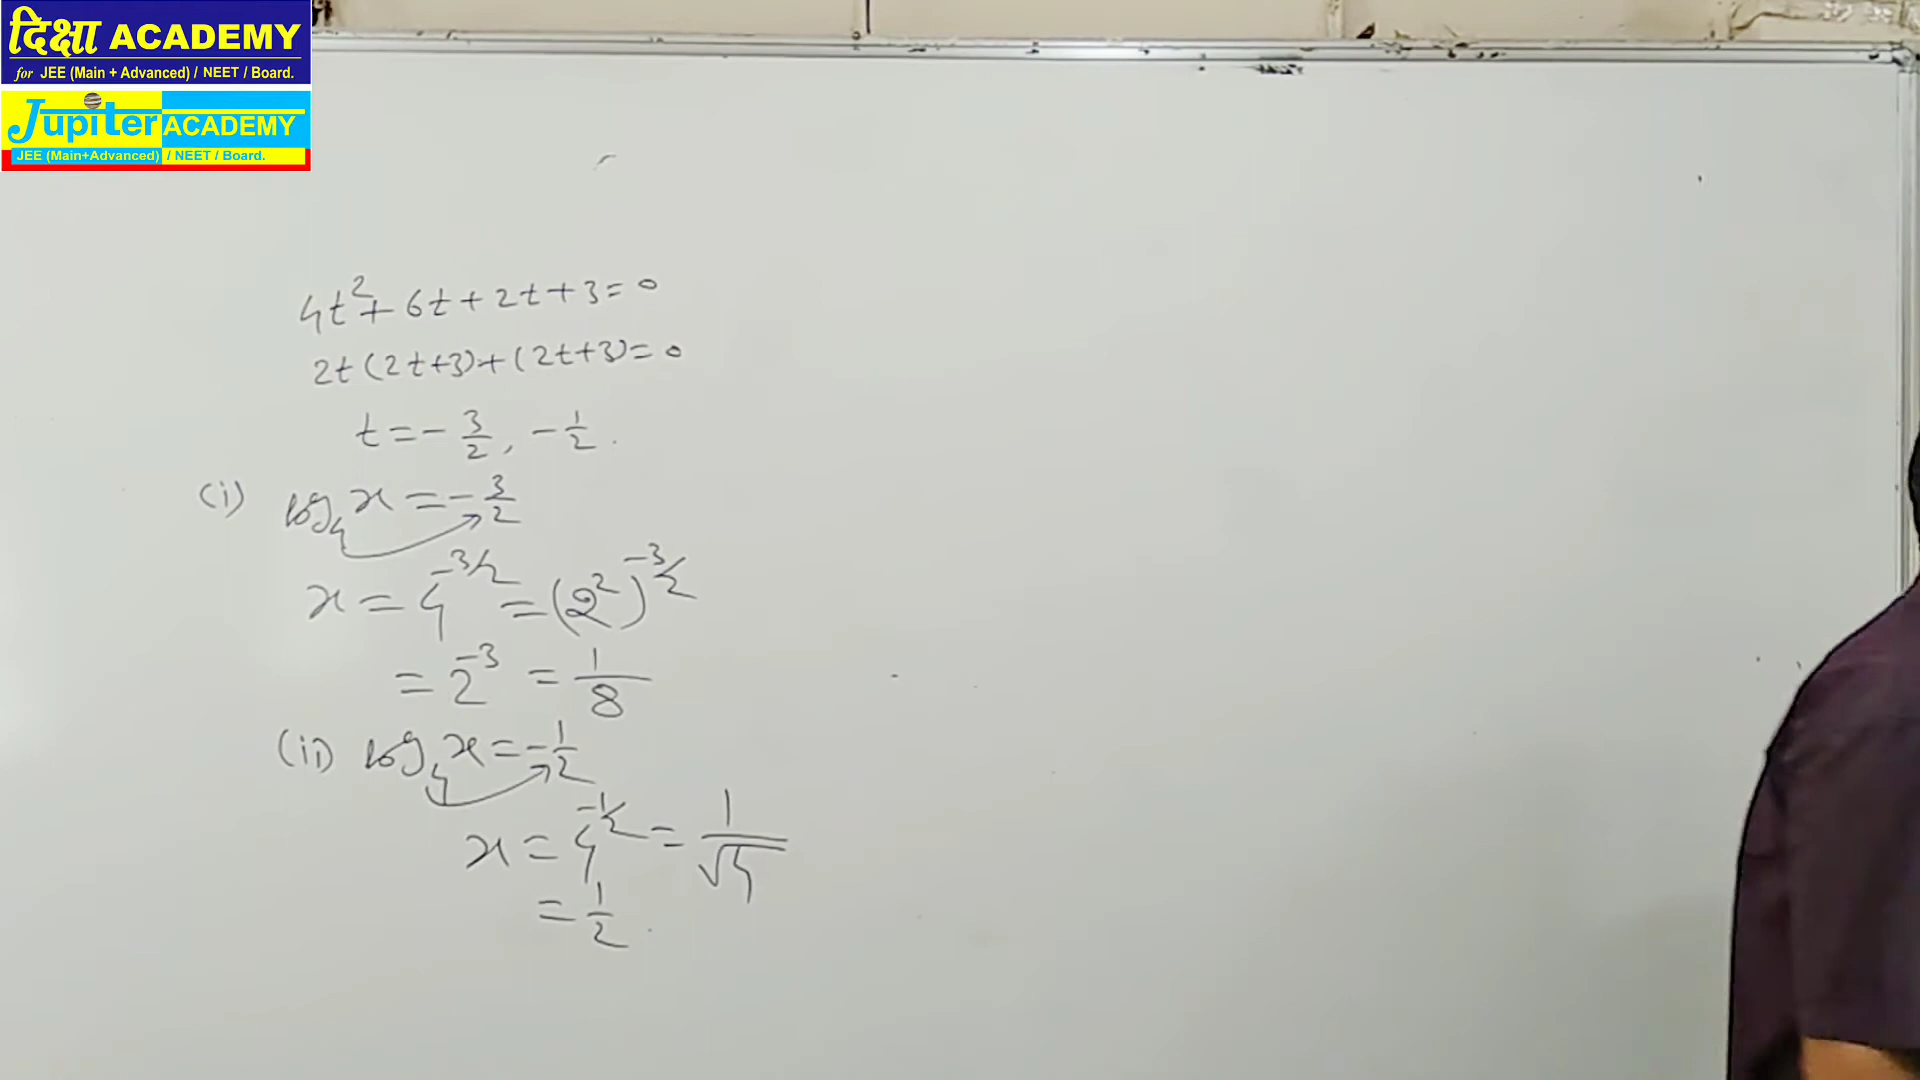 दिक्षा ACADEMY
for JEE (Main + Advanced) / NEET / Board.
Jupiter ACADEMY
JEE (Main+Advanced) / NEET / Board.
4t² + 6t + 2t + 3 = 0
2t (2t+3) + (2t+3) = 0
t = - 3/2, - 1/2.
(i) log₄ x = - 3/2
x = 4^(-3/2) = (2²)^(-3/2)
= 2^(-3) = 1/8
(ii) log₄ x = - 1/2
x = 4^(-1/2) = 1/√4
= 1/2.